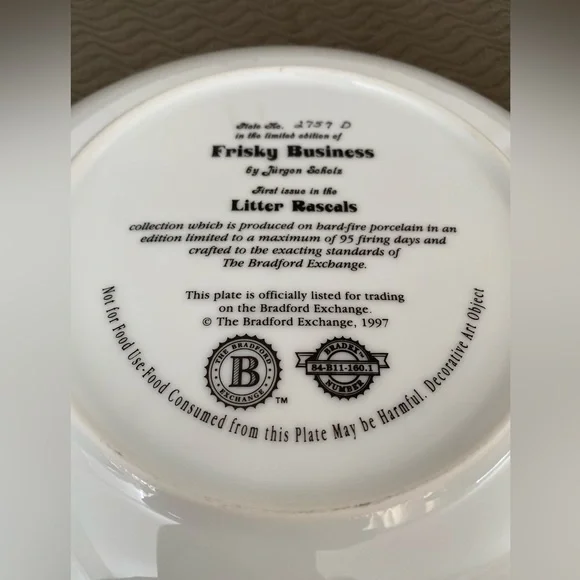 Plate No. 2757 D
in the limited edition of
Frisky Business
by Jürgen Scholz
First issue in the
Litter Rascals
collection which is produced on hard-fire porcelain in an
edition limited to a maximum of 95 firing days and
crafted to the exacting standards of
The Bradford Exchange.
This plate is officially listed for trading
on the Bradford Exchange.
© The Bradford Exchange, 1997
THE BRADFORD
B
EXCHANGE
TM
BRADEX™
84-B11-160.1
NUMBER
Not for Food Use-Food Consumed from this Plate May be Harmful. Decorative Art Object